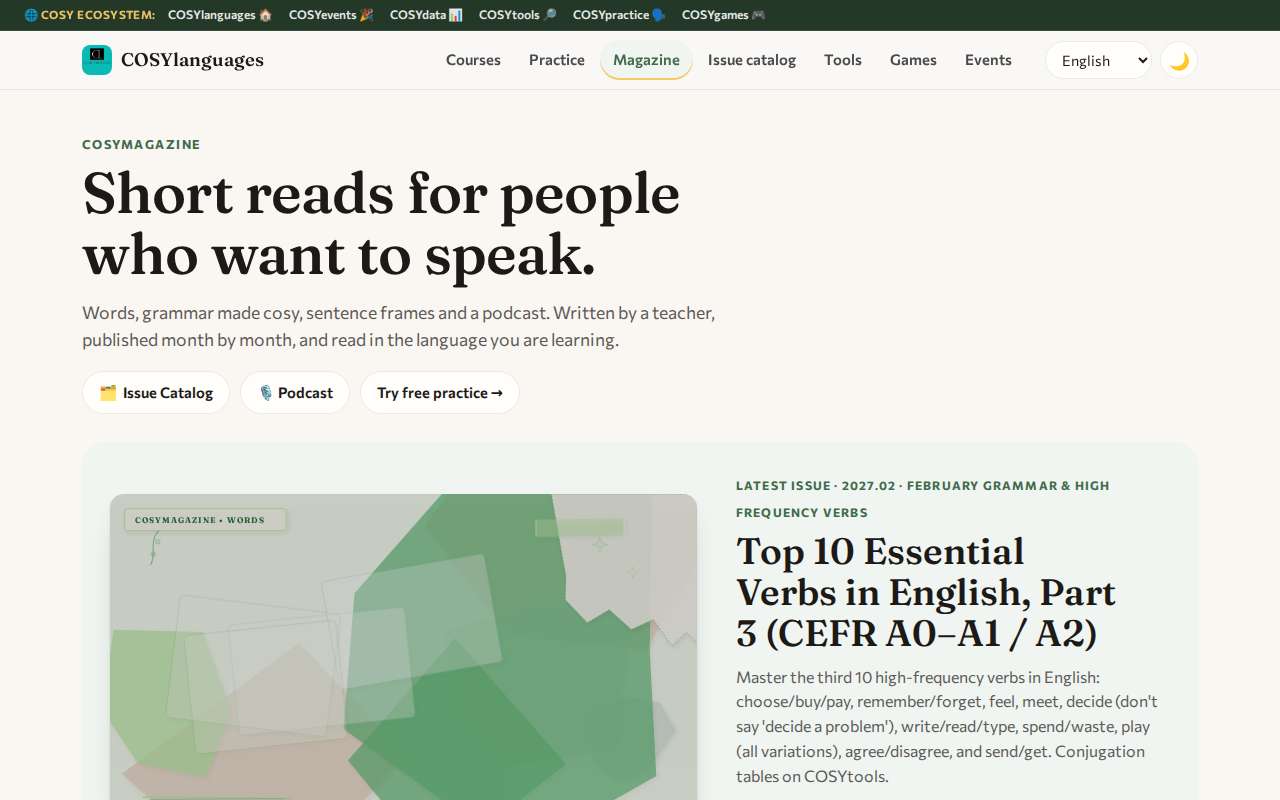 🌐 COSY ECOSYSTEM: COSYlanguages 🏠 COSYevents 🎉 COSYdata 📊 COSYtools 🔎 COSYpractice 🗣️ COSYgames 🎮
CL
COSYlanguages Courses Practice Magazine Issue catalog Tools Games Events English 🌙
COSYMAGAZINE
Short reads for people
who want to speak.
Words, grammar made cosy, sentence frames and a podcast. Written by a teacher,
published month by month, and read in the language you are learning.
🗂️ Issue Catalog 🎙️ Podcast Try free practice →
COSYMAGAZINE • WORDS
LATEST ISSUE · 2027.02 · FEBRUARY GRAMMAR & HIGH
FREQUENCY VERBS
Top 10 Essential
Verbs in English, Part
3 (CEFR A0–A1 / A2)
Master the third 10 high-frequency verbs in English:
choose/buy/pay, remember/forget, feel, meet, decide (don't
say 'decide a problem'), write/read/type, spend/waste, play
(all variations), agree/disagree, and send/get. Conjugation
tables on COSYtools.